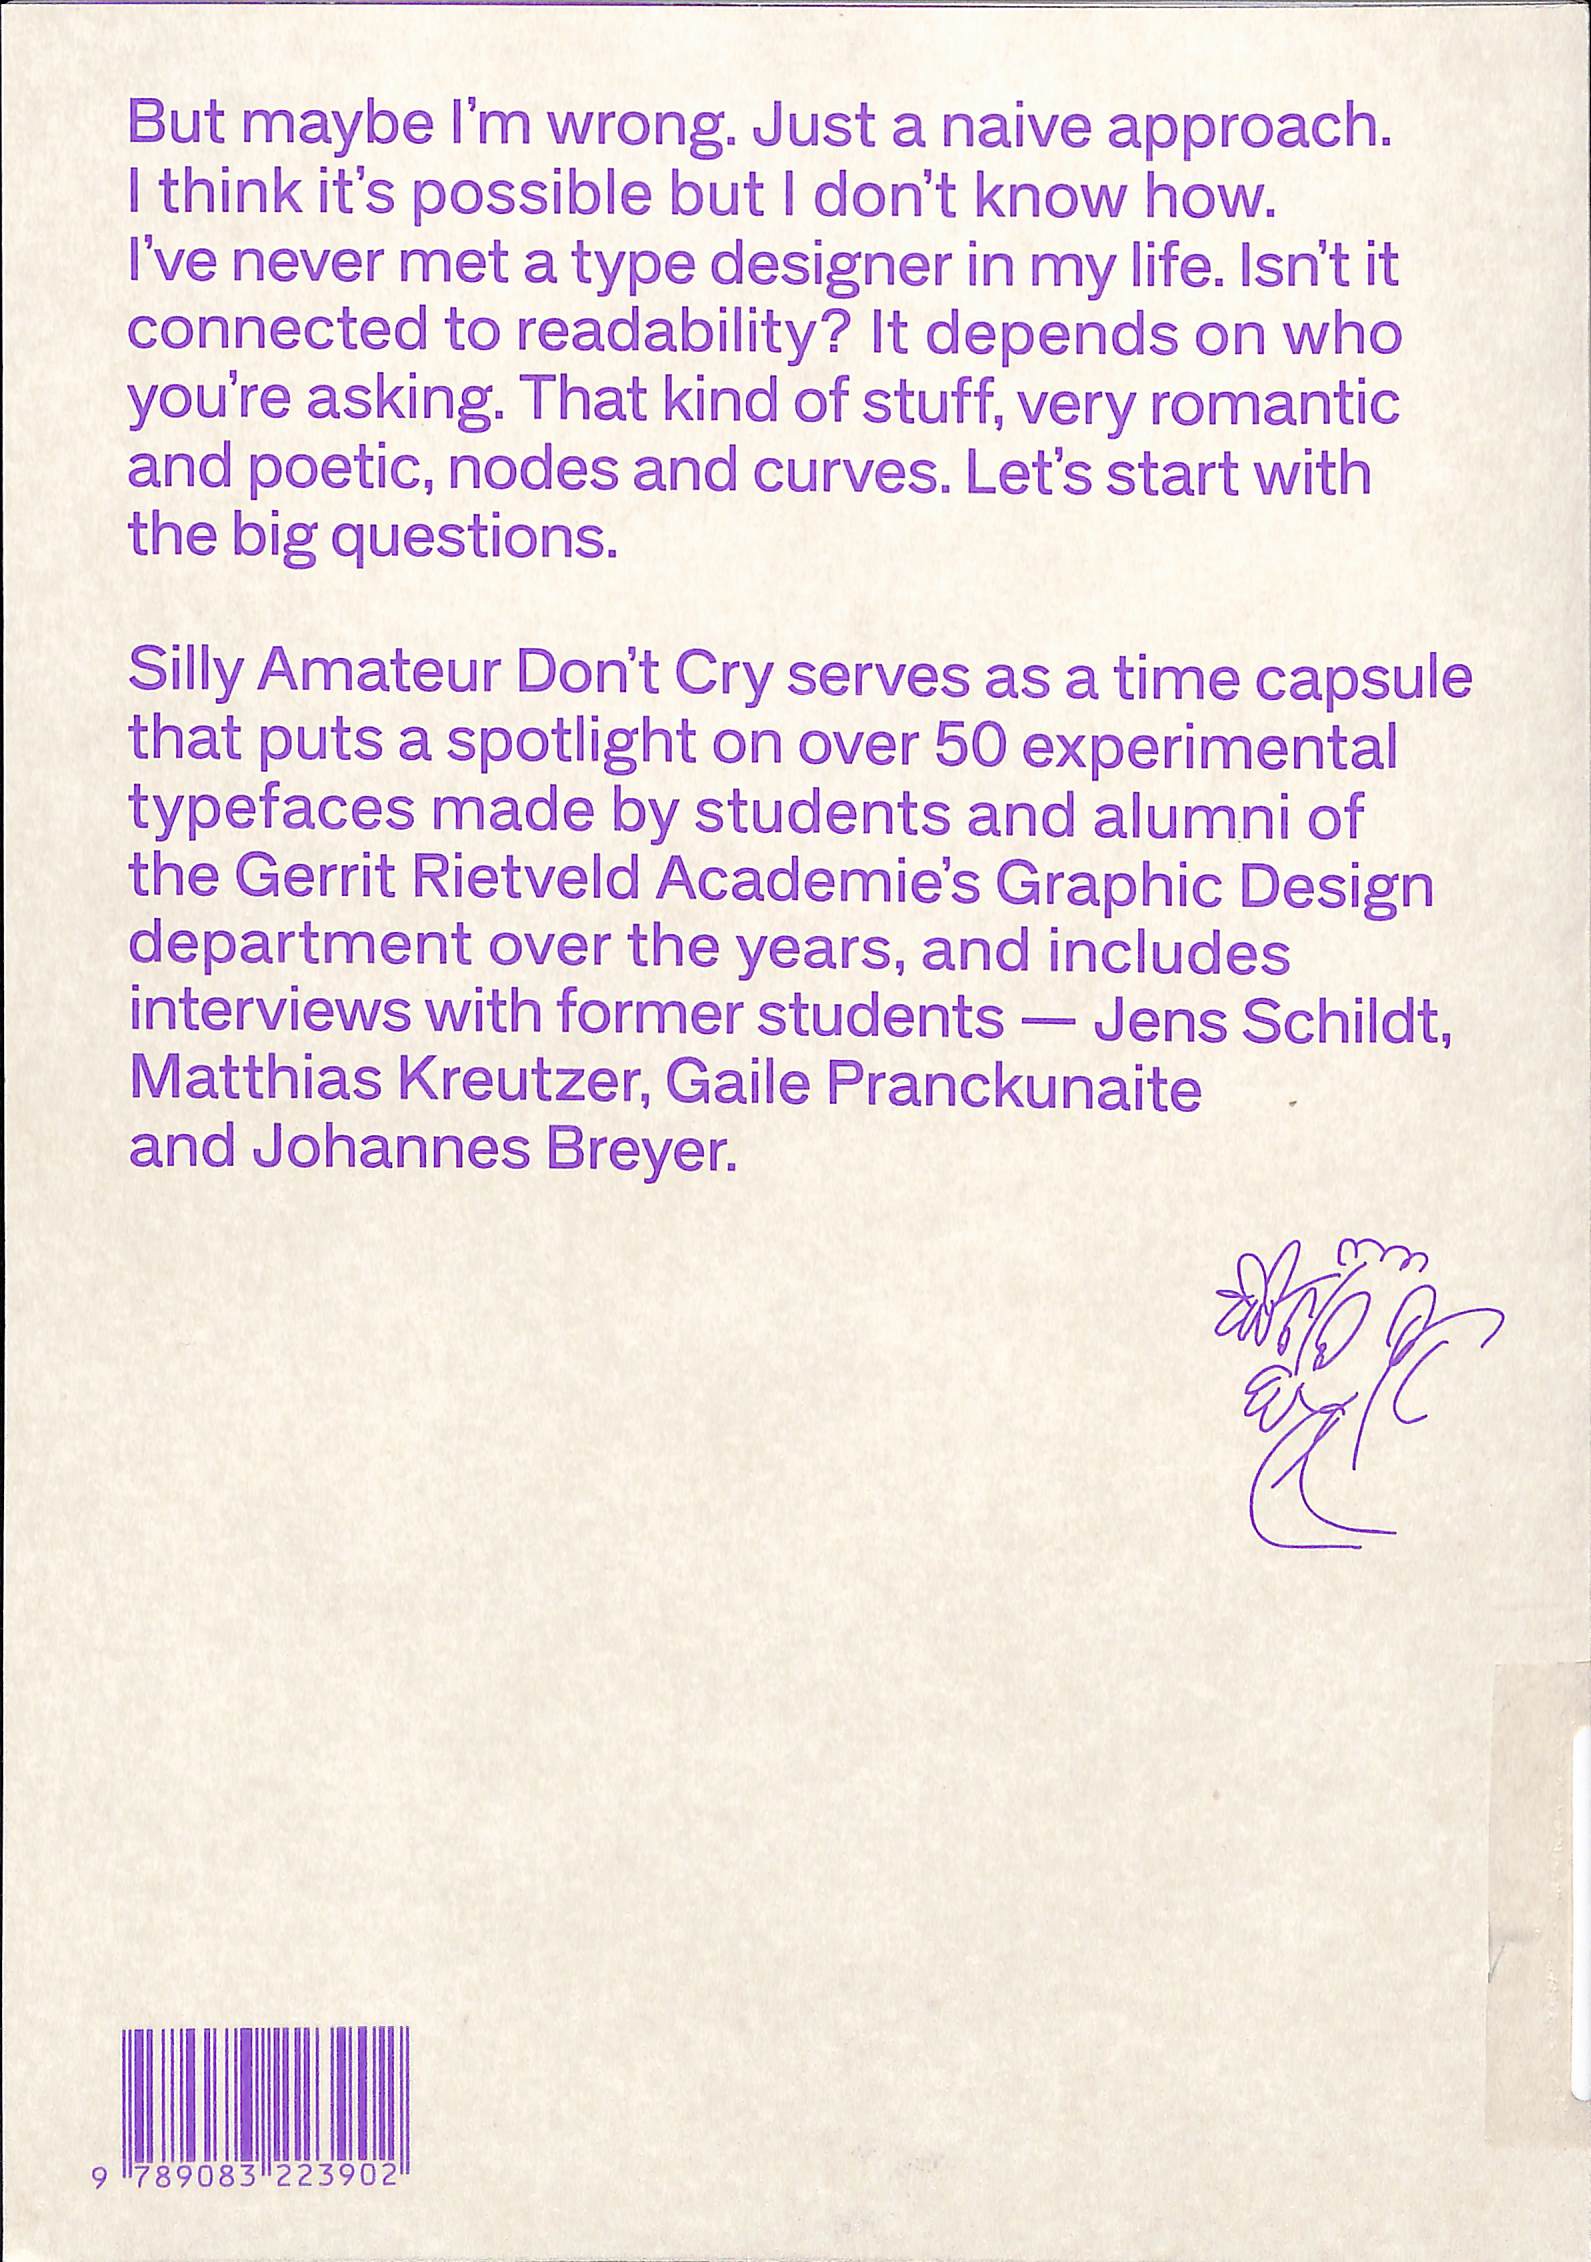 But maybe I’m wrong. Just a naive approach.
I think it’s possible but I don’t know how.
I’ve never met a type designer in my life. Isn’t it
connected to readability? It depends on who
you’re asking. That kind of stuff, very romantic
and poetic, nodes and curves. Let’s start with
the big questions.
Silly Amateur Don’t Cry serves as a time capsule
that puts a spotlight on over 50 experimental
typefaces made by students and alumni of
the Gerrit Rietveld Academie’s Graphic Design
department over the years, and includes
interviews with former students — Jens Schildt,
Matthias Kreutzer, Gaile Pranckunaite
and Johannes Breyer.
9 789083 223902